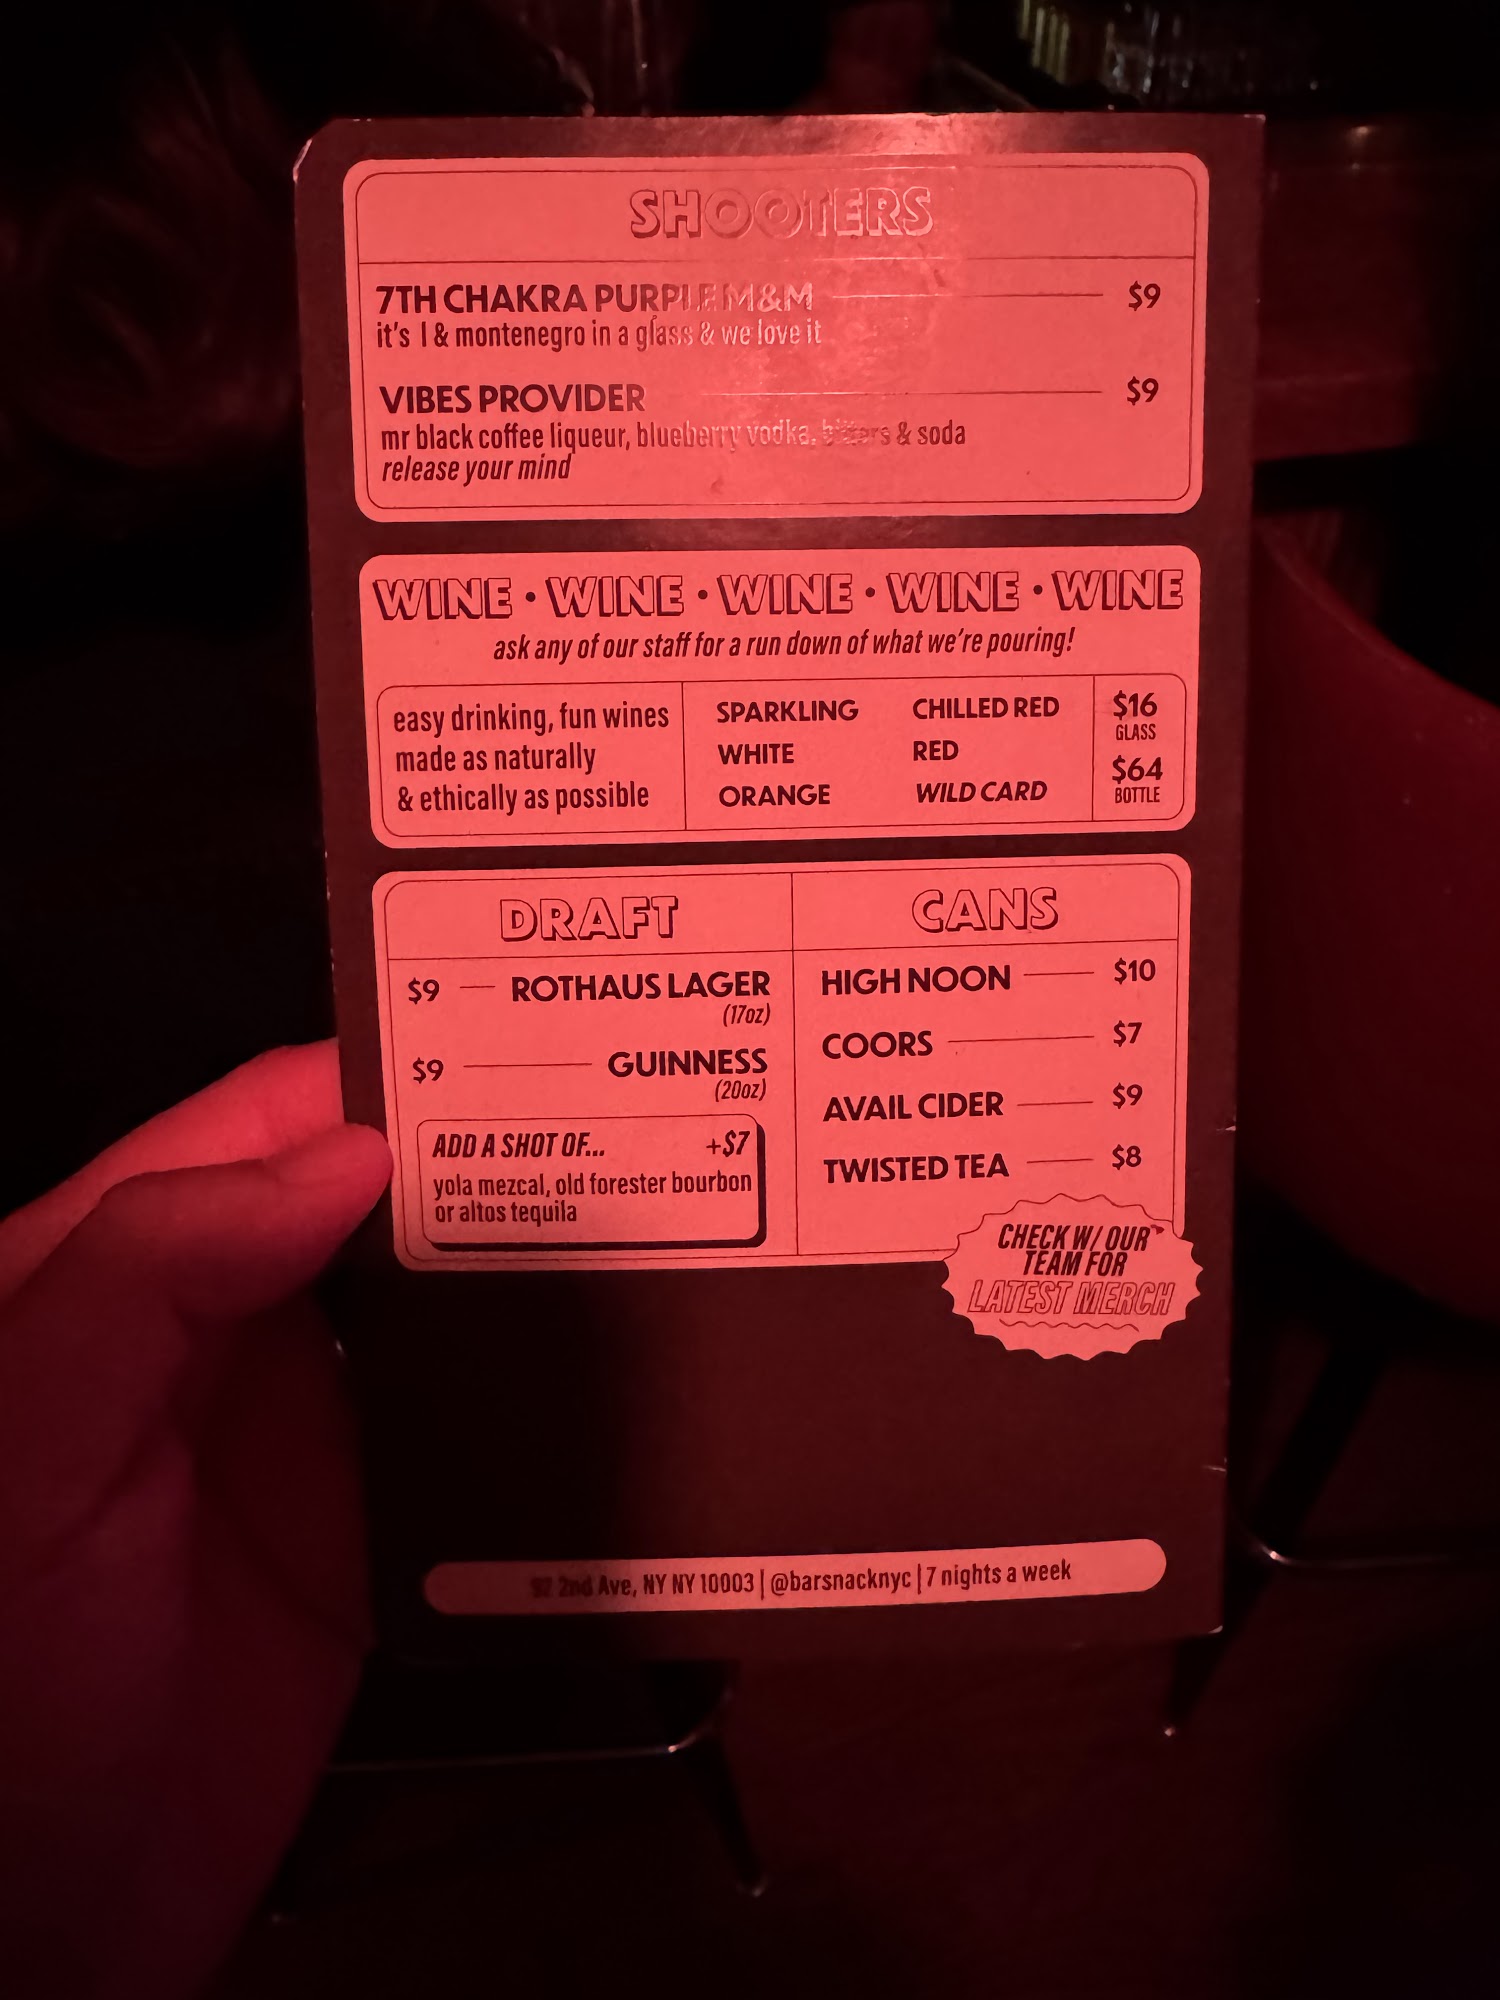 SHOOTERS
7TH CHAKRA PURPLE M&M $9
it's l & montenegro in a glass & we love it
VIBES PROVIDER $9
mr black coffee liqueur, blueberry vodka, bitters & soda
release your mind
WINE • WINE • WINE • WINE • WINE
ask any of our staff for a run down of what we're pouring!
easy drinking, fun wines
made as naturally
& ethically as possible
SPARKLING
WHITE
ORANGE
CHILLED RED
RED
WILD CARD
$16
GLASS
$64
BOTTLE
DRAFT
$9 ROTHAUS LAGER
(17oz)
$9 GUINNESS
(20oz)
ADD A SHOT OF... +$7
yola mezcal, old forester bourbon
or altos tequila
CANS
HIGH NOON $10
COORS $7
AVAIL CIDER $9
TWISTED TEA $8
CHECK W/ OUR
TEAM FOR
LATEST MERCH
2nd Ave, NY NY 10003 | @barsnacknyc | 7 nights a week